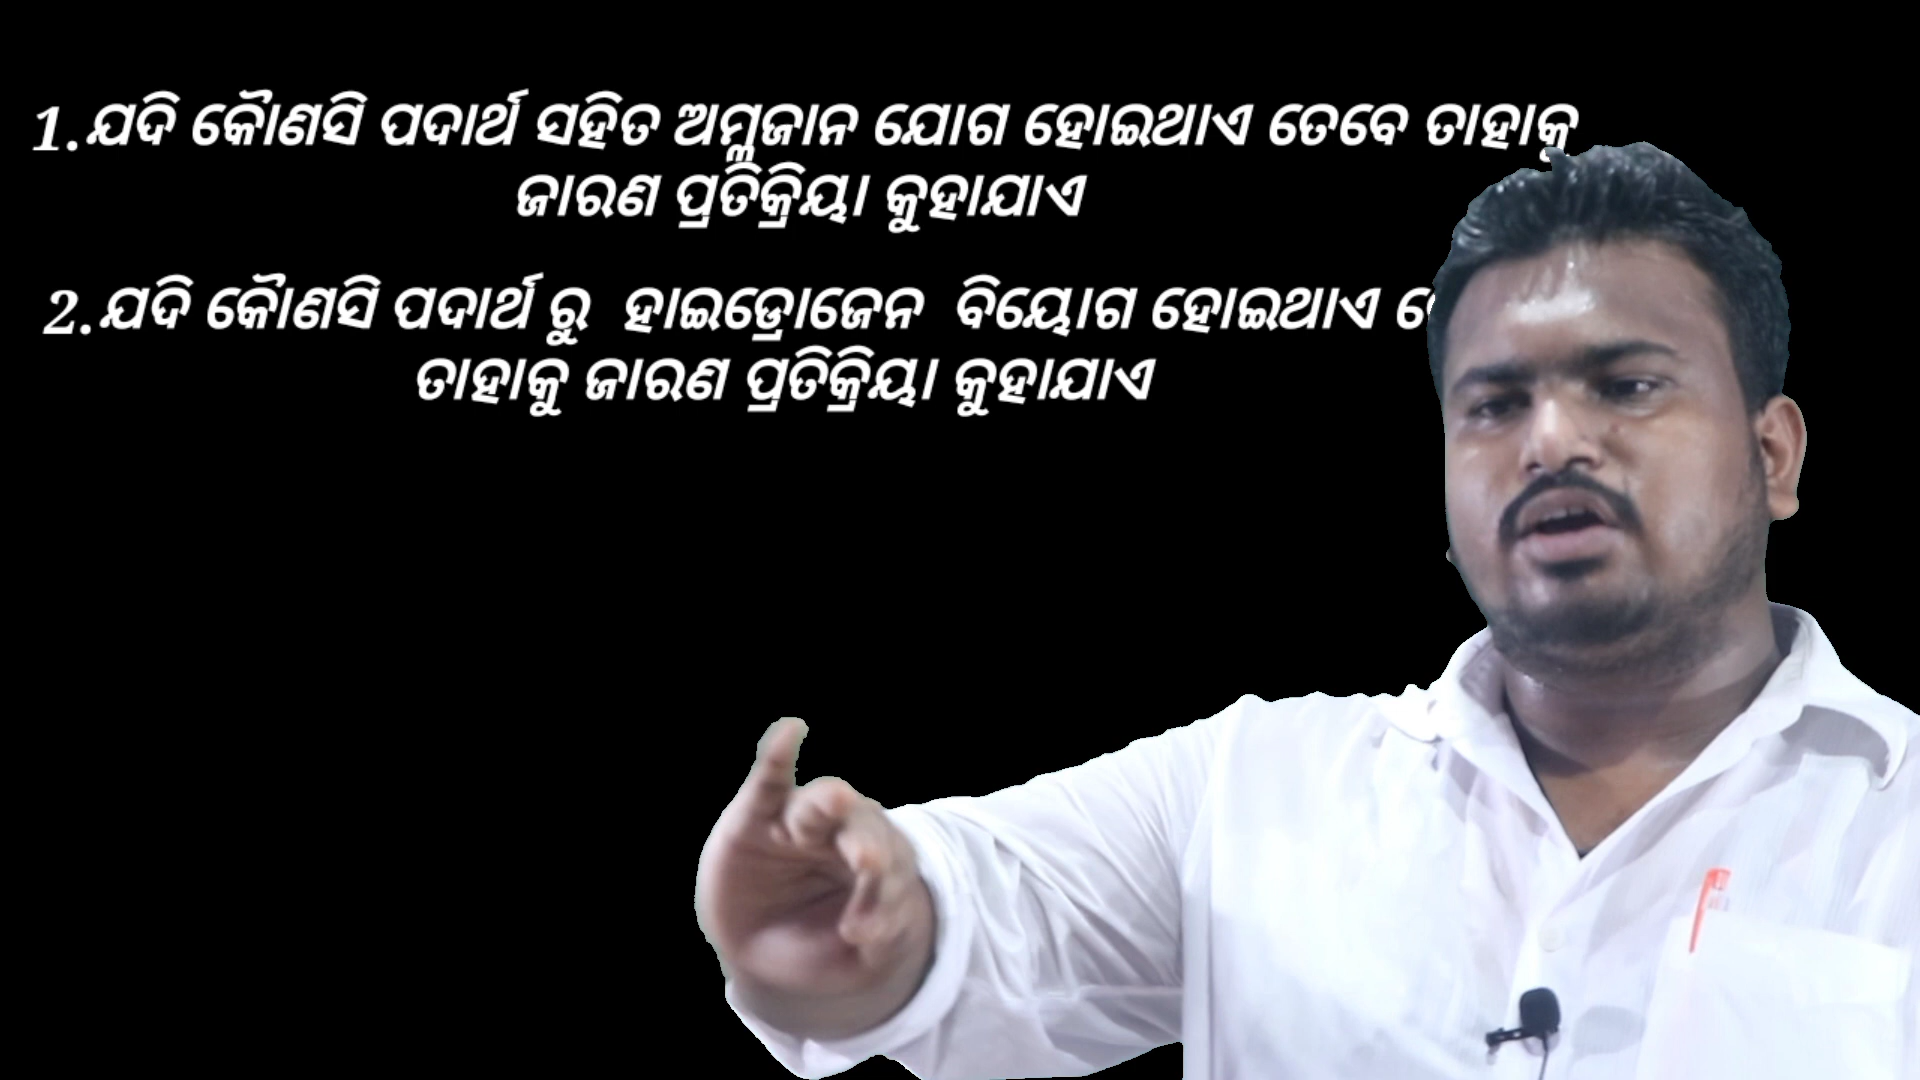 1.ଯଦି କୌଣସି ପଦାର୍ଥ ସହିତ ଅମ୍ଳଜାନ ଯୋଗ ହୋଇଥାଏ ତେବେ ତାହାକୁ
ଜାରଣ ପ୍ରତିକ୍ରିୟା କୁହାଯାଏ
2.ଯଦି କୌଣସି ପଦାର୍ଥ ରୁ ହାଇଡ୍ରୋଜେନ ବିୟୋଗ ହୋଇଥାଏ
ତାହାକୁ ଜାରଣ ପ୍ରତିକ୍ରିୟା କୁହାଯାଏ